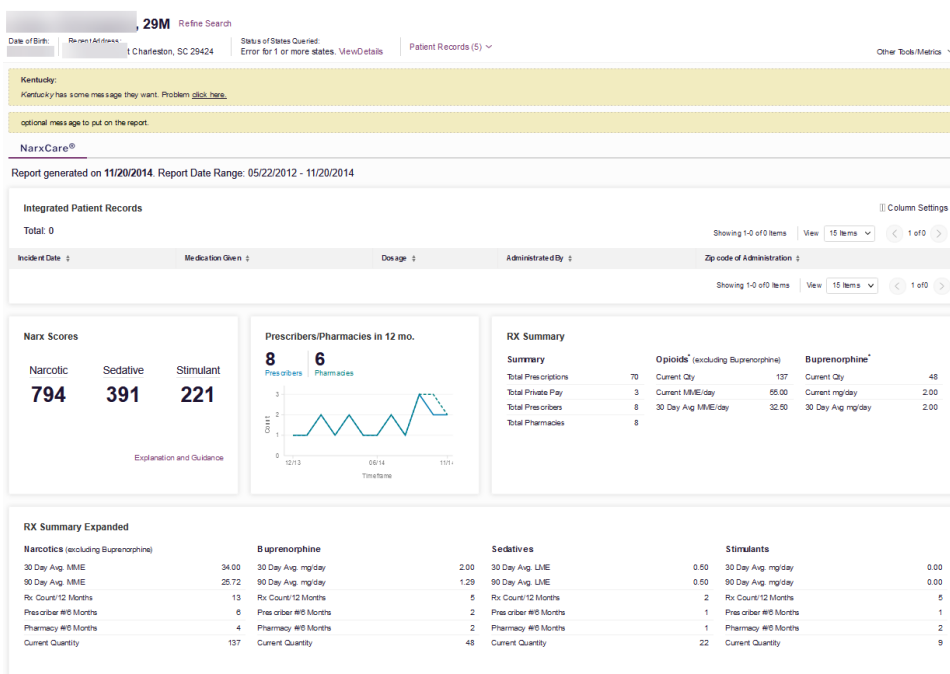 , 29M Refine Search
Date of Birth: Recent Address: Status of States Queried: Patient Records (5)
t Charleston, SC 29424 Error for 1 or more states. ViewDetails Other Tools/Metrics
Kentucky:
Kentucky has some message they want. Problem click here.
optional message to put on the report.
NarxCare®
Report generated on 11/20/2014. Report Date Range: 05/22/2012 - 11/20/2014
Integrated Patient Records Column Settings
Total: 0 Showing 1-0 of 0 Items View 15 Items 1 of 0
Incident Date Medication Given Dosage Administrated By Zip code of Administration
Showing 1-0 of 0 Items View 15 Items 1 of 0
Narx Scores
Narcotic Sedative Stimulant
794 391 221
Explanation and Guidance
Prescribers/Pharmacies in 12 mo.
8 6
Prescribers Pharmacies
Count
3
2
1
0
12/13 06/14 11/1
Timeframe
RX Summary
Summary Opioids* (excluding Buprenorphine) Buprenorphine*
Total Prescriptions 70 Current Qty 137 Current Qty 48
Total Private Pay 3 Current MME/day 55.00 Current mg/day 2.00
Total Prescribers 8 30 Day Avg MME/day 32.50 30 Day Avg mg/day 2.00
Total Pharmacies 8
RX Summary Expanded
Narcotics (excluding Buprenorphine) Buprenorphine Sedatives Stimulants
30 Day Avg. MME 34.00 30 Day Avg. mg/day 2.00 30 Day Avg. LME 0.50 30 Day Avg. mg/day 0.00
90 Day Avg. MME 25.72 90 Day Avg. mg/day 1.29 90 Day Avg. LME 0.50 90 Day Avg. mg/day 0.00
Rx Count/12 Months 13 Rx Count/12 Months 5 Rx Count/12 Months 2 Rx Count/12 Months 5
Prescriber #/6 Months 6 Prescriber #/6 Months 2 Prescriber #/6 Months 1 Prescriber #/6 Months 1
Pharmacy #/6 Months 4 Pharmacy #/6 Months 2 Pharmacy #/6 Months 1 Pharmacy #/6 Months 2
Current Quantity 137 Current Quantity 48 Current Quantity 22 Current Quantity 9